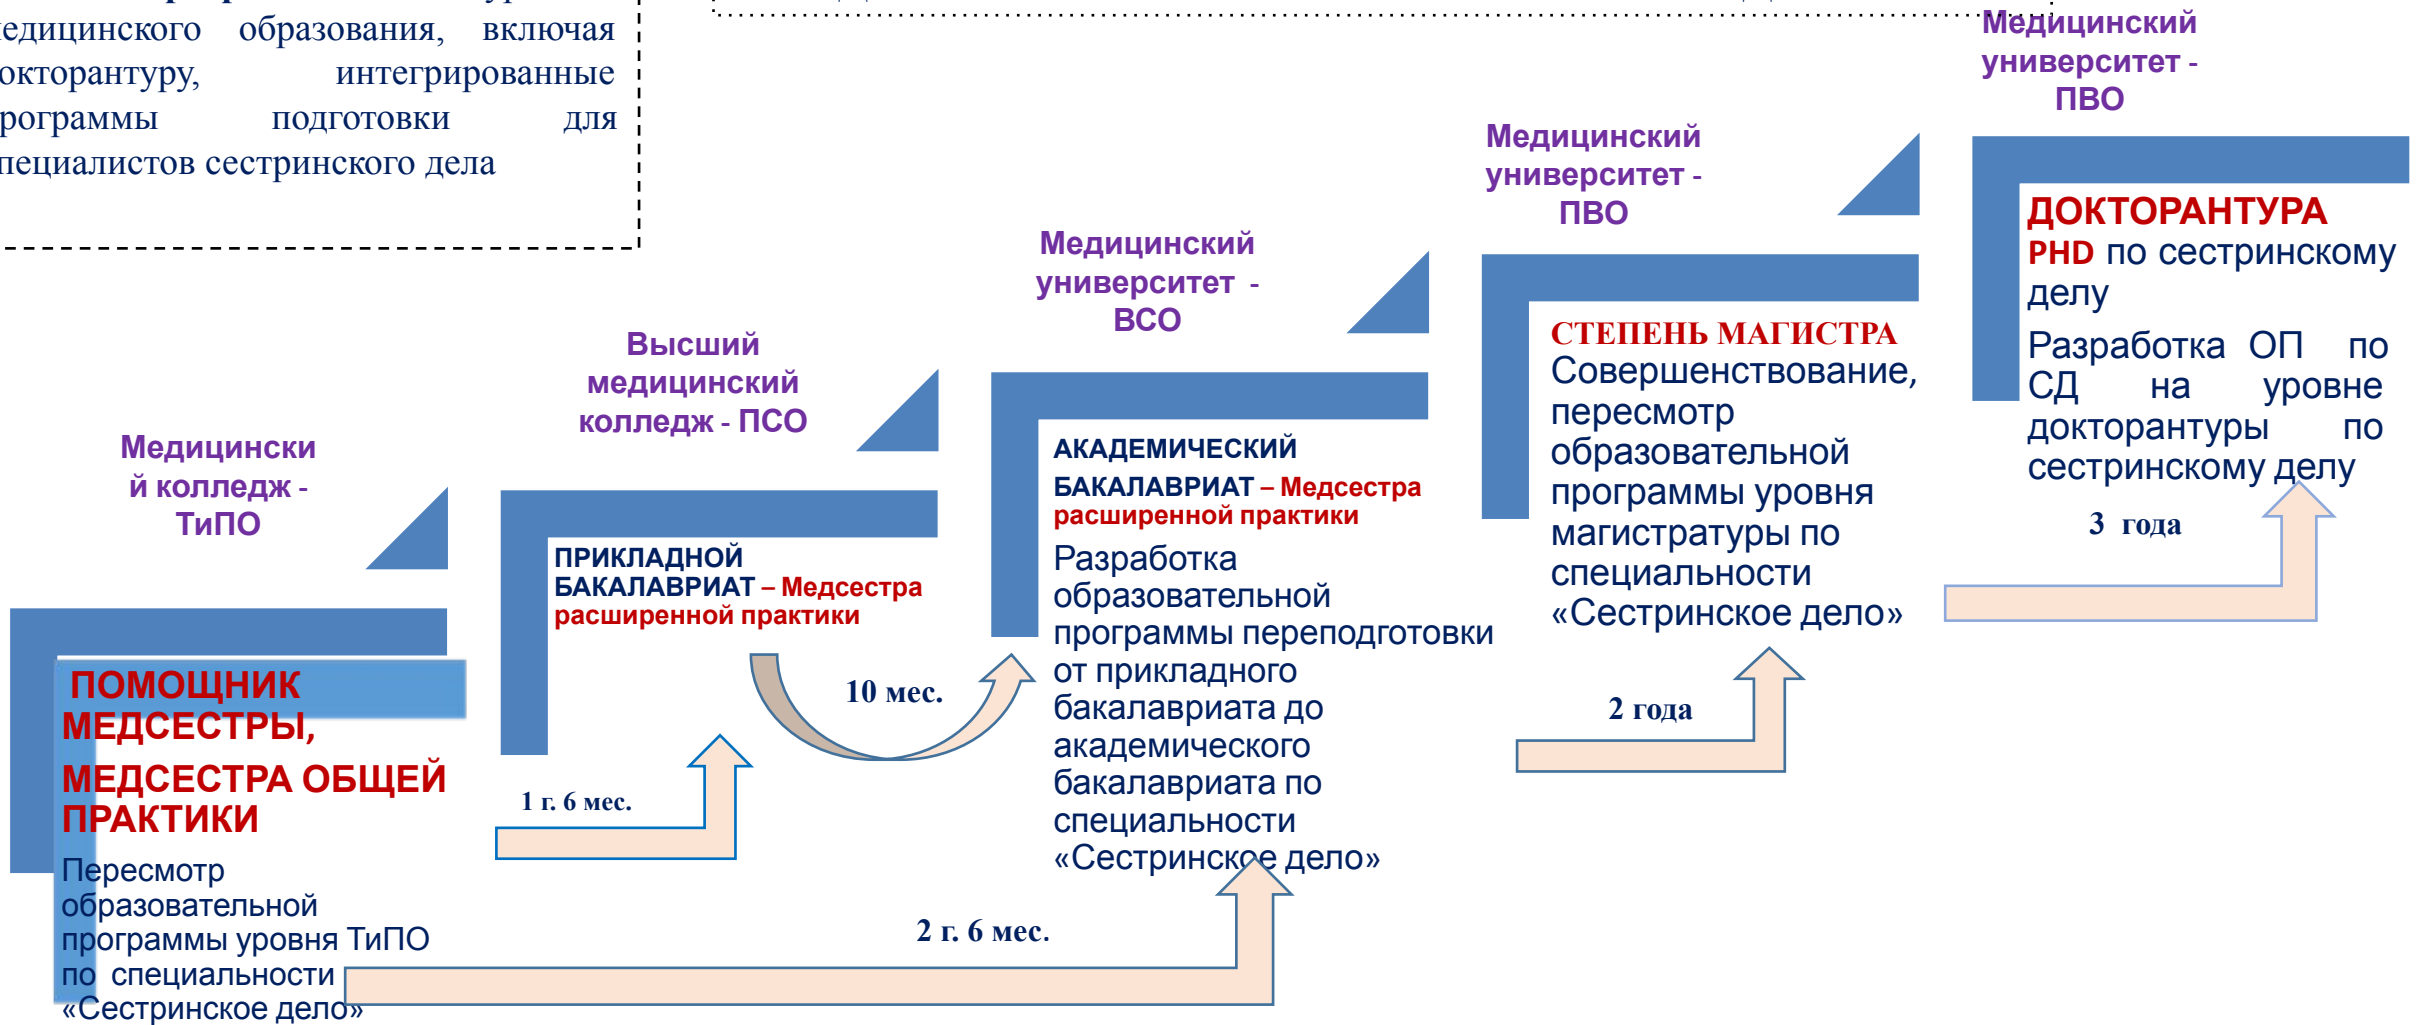 медицинского образования, включая
докторантуру, интегрированные
программы подготовки для
специалистов сестринского дела
Медицинский
университет -
ПВО
Медицинский
университет -
ПВО
Медицинский
университет -
ВСО
Высший
медицинский
колледж - ПСО
Медицински
й колледж -
ТиПО
ПОМОЩНИК
МЕДСЕСТРЫ,
МЕДСЕСТРА ОБЩЕЙ
ПРАКТИКИ
Пересмотр
образовательной
программы уровня ТиПО
по специальности
«Сестринское дело»
1 г. 6 мес.
ПРИКЛАДНОЙ
БАКАЛАВРИАТ – Медсестра
расширенной практики
10 мес.
2 г. 6 мес.
АКАДЕМИЧЕСКИЙ
БАКАЛАВРИАТ – Медсестра
расширенной практики
Разработка
образовательной
программы переподготовки
от прикладного
бакалавриата до
академического
бакалавриата по
специальности
«Сестринское дело»
2 года
СТЕПЕНЬ МАГИСТРА
Совершенствование,
пересмотр
образовательной
программы уровня
магистратуры по
специальности
«Сестринское дело»
3 года
ДОКТОРАНТУРА
PHD по сестринскому
делу
Разработка ОП по
СД на уровне
докторантуры по
сестринскому делу